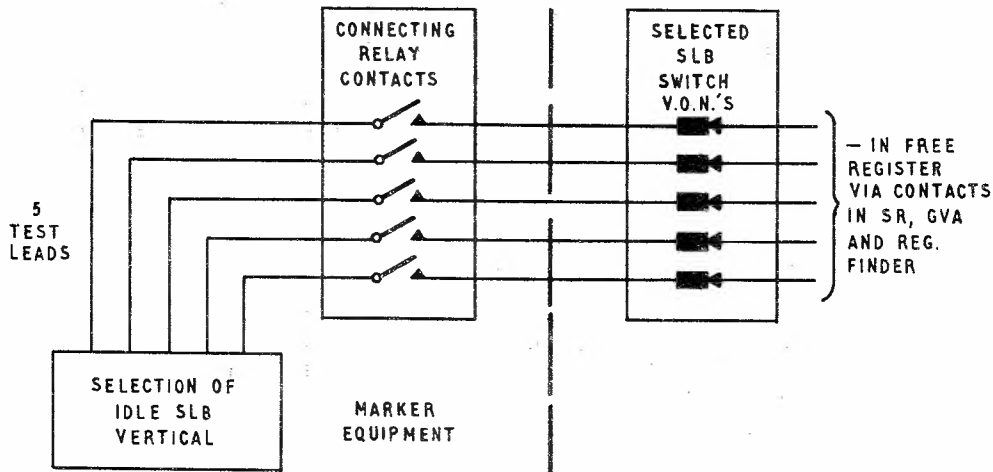 CONNECTING
RELAY
CONTACTS
SELECTED
SLB
SWITCH
V.O.N.'S
5
TEST
LEADS
— IN FREE
REGISTER
VIA CONTACTS
IN SR, GVA
AND REG.
FINDER
SELECTION OF
IDLE SLB
VERTICAL
MARKER
EQUIPMENT